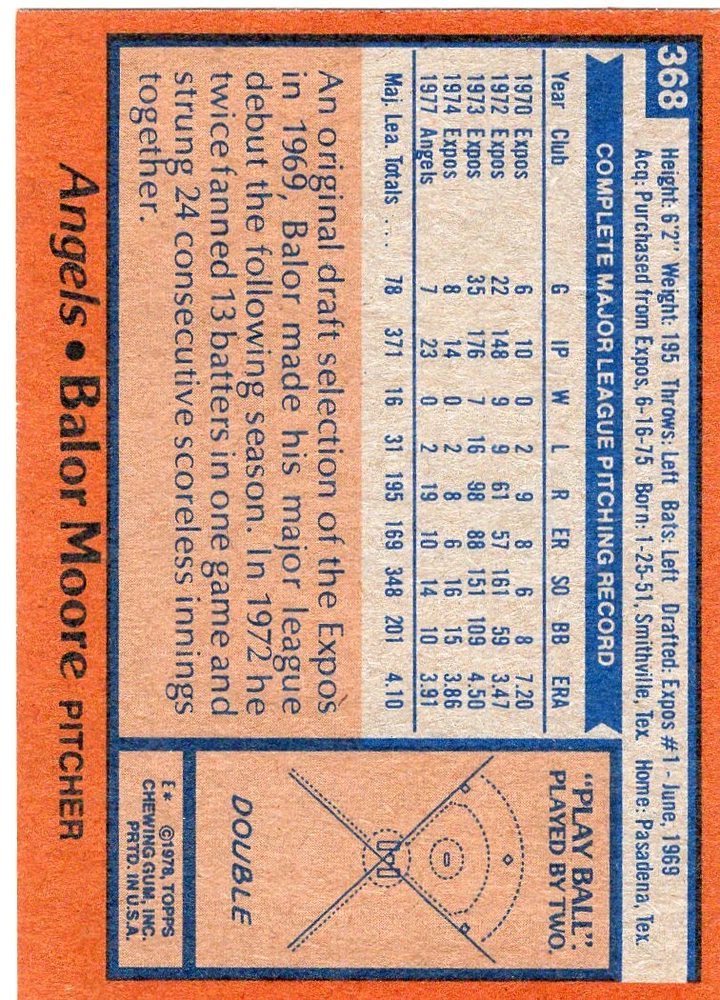 368
Height: 6'2" Weight: 195 Throws: Left Bats: Left Drafted: Expos #1 - June, 1969
Acq: Purchased from Expos, 6-16-75 Born: 1-25-51, Smithville, Tex. Home: Pasadena, Tex.
COMPLETE MAJOR LEAGUE PITCHING RECORD
Year Club G IP W L R ER SO BB ERA
1970 Expos 6 10 0 2 9 8 6 8 7.20
1972 Expos 22 148 9 9 61 57 161 59 3.47
1973 Expos 35 176 7 16 98 88 151 109 4.50
1974 Expos 8 14 0 2 8 6 16 15 3.86
1977 Angels 7 23 0 2 19 10 14 10 3.91
Maj. Lea. Totals .... 78 371 16 31 195 169 348 201 4.10
An original draft selection of the Expos
in 1969, Balor made his major league
debut the following season. In 1972 he
twice fanned 13 batters in one game and
strung 24 consecutive scoreless innings
together.
"PLAY BALL"
PLAYED BY TWO.
DOUBLE
E* ©1978, TOPPS
CHEWING GUM, INC.
PRTD. IN U.S.A.
Angels • Balor Moore PITCHER